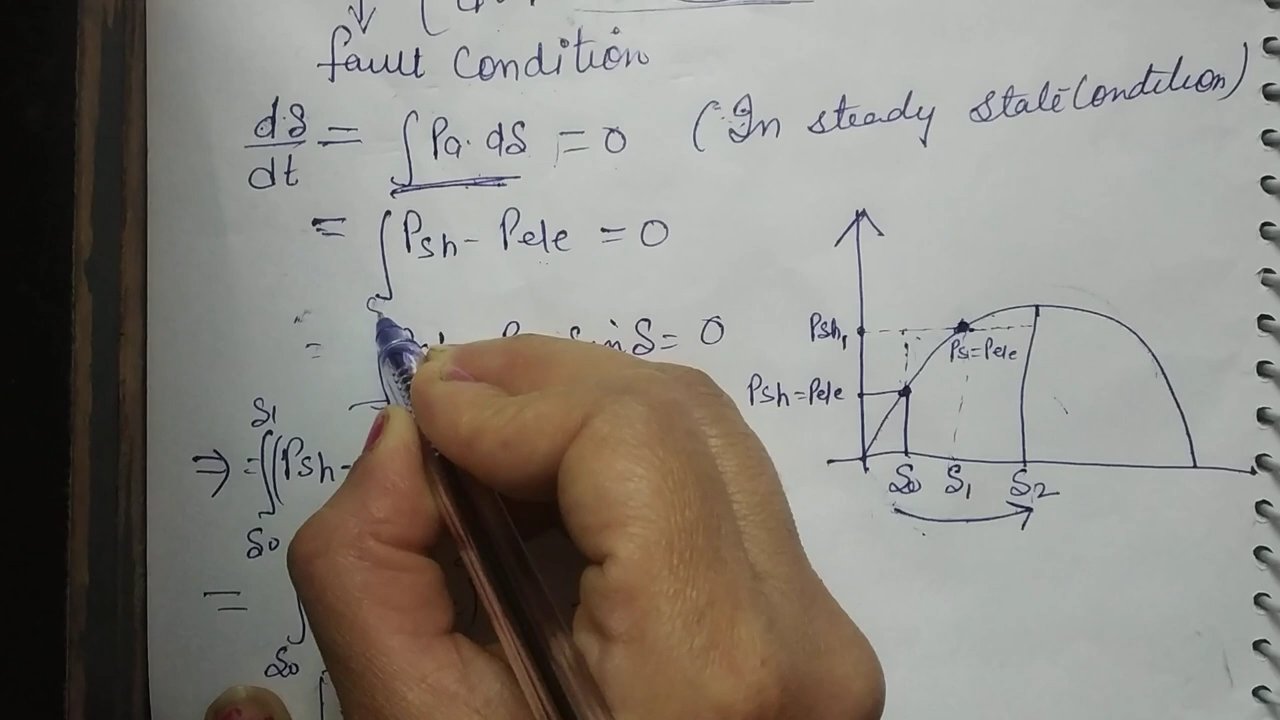 fault condition
dδ/dt = ∫ Pa. dδ = 0 (In steady state condition)
= ∫ Psh - Pele = 0
= sin δ = 0
δ1
⇒ = ∫(Psh -
δ0
= ∫
δ0
Psh1
Ps=Pele
Psh=Pele
δ0 δ1 δ2